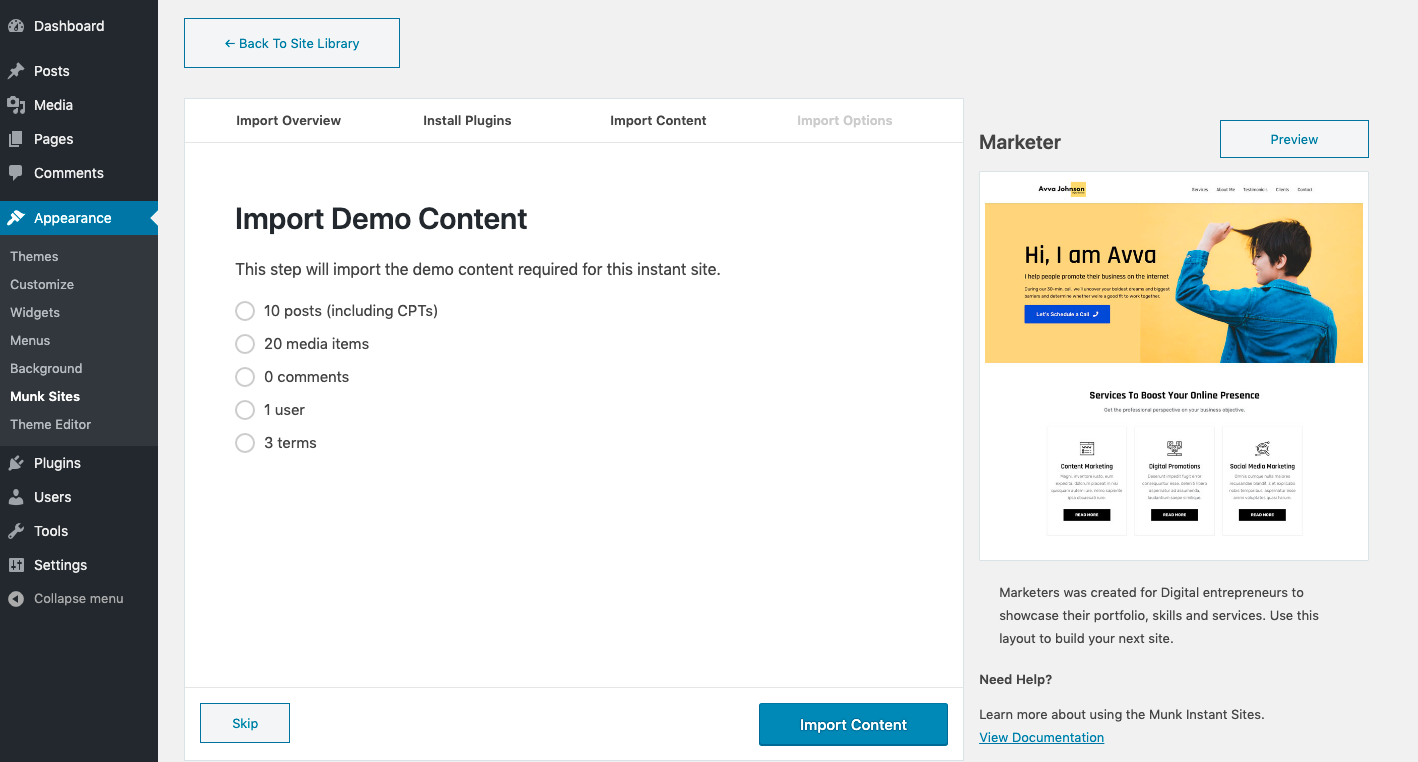 Dashboard
Posts
Media
Pages
Comments
Appearance
Themes
Customize
Widgets
Menus
Background
Munk Sites
Theme Editor
Plugins
Users
Tools
Settings
Collapse menu
← Back To Site Library
Import Overview Install Plugins Import Content Import Options
Import Demo Content
This step will import the demo content required for this instant site.
10 posts (including CPTs)
20 media items
0 comments
1 user
3 terms
Skip
Import Content
Marketer
Preview
Avva Johnson
Services About Me Testimonials Clients Contact
Hi, I am Avva
I help people promote their business on the internet
During our 30-min call, we'll uncover your boldest dreams and biggest
barriers and determine whether we're a good fit to work together.
Let's Schedule a Call
Services To Boost Your Online Presence
Get the professional perspective on your business objective.
Content Marketing
Digital Promotions
Social Media Marketing
READ MORE
READ MORE
READ MORE
Marketers was created for Digital entrepreneurs to
showcase their portfolio, skills and services. Use this
layout to build your next site.
Need Help?
Learn more about using the Munk Instant Sites.
View Documentation